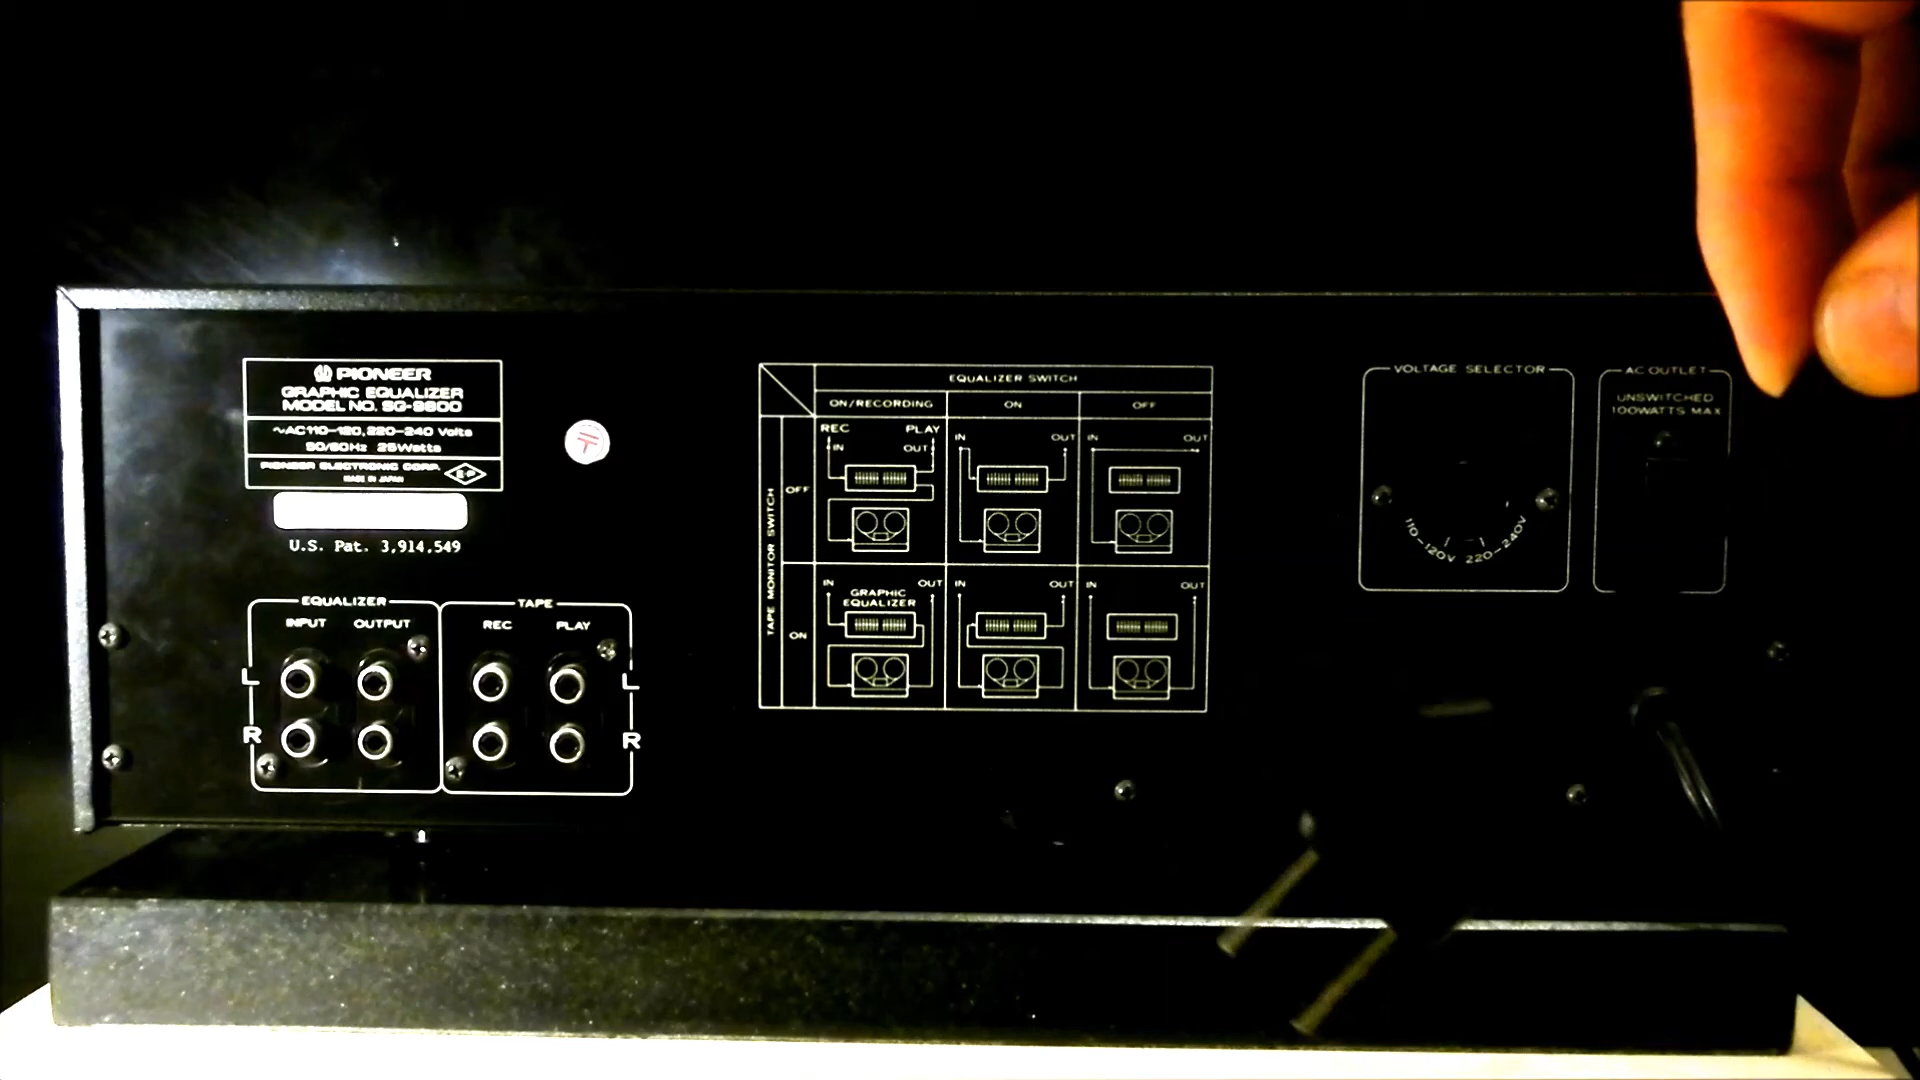 PIONEER
GRAPHIC EQUALIZER
MODEL NO. SG-9800
~AC110-120,220-240 Volts
50/60Hz 25Watts
PIONEER ELECTRONIC CORP.
MADE IN JAPAN
E-P
U.S. Pat. 3,914,549
EQUALIZER
INPUT OUTPUT
TAPE
REC PLAY
L L
R R
EQUALIZER SWITCH
ON/RECORDING ON OFF
TAPE MONITOR SWITCH
OFF
REC PLAY
IN OUT
IN OUT
IN OUT
ON
IN OUT
GRAPHIC
EQUALIZER
IN OUT
IN OUT
VOLTAGE SELECTOR
110-120V 220-240V
AC OUTLET
UNSWITCHED
100WATTS MAX